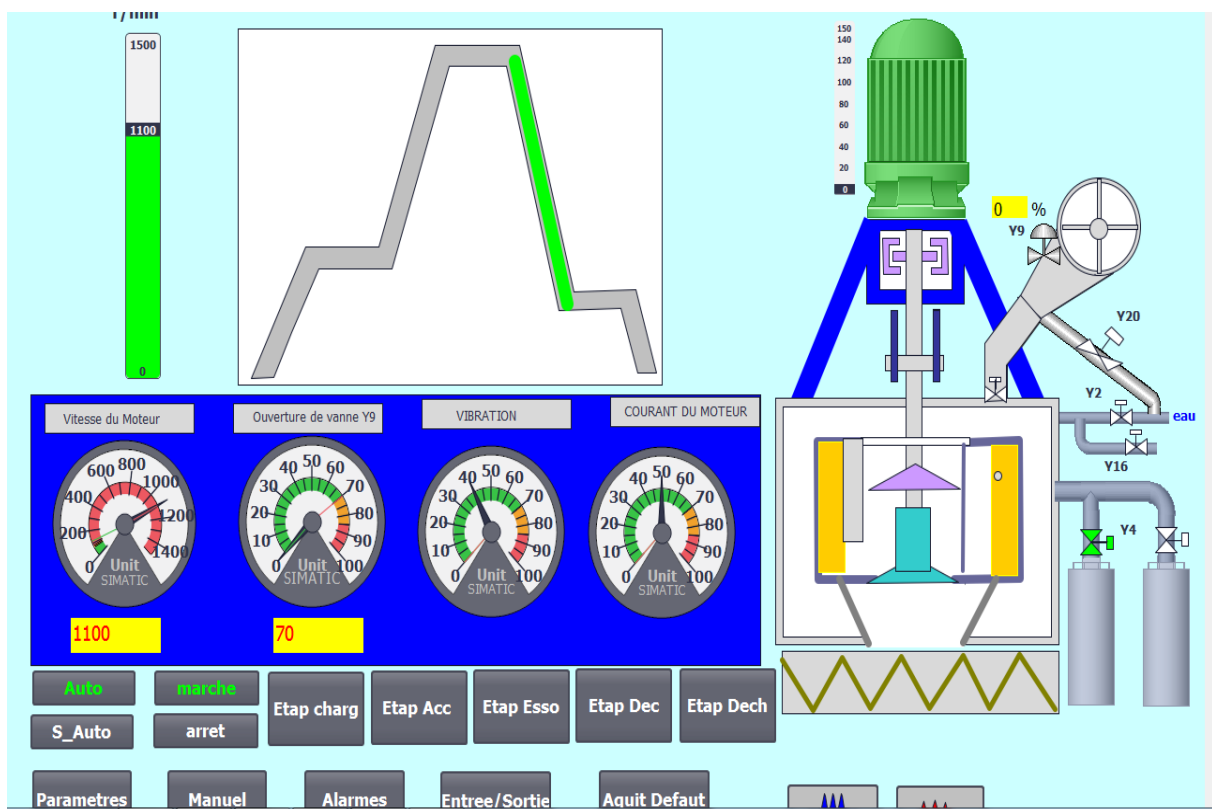 r/min
1500
1100
0
150
140
120
100
80
60
40
20
0
0 %
Y9
Y20
Y2
eau
Y16
Y4
Vitesse du Moteur
Ouverture de vanne Y9
VIBRATION
COURANT DU MOTEUR
0 200 400 600 800 1000 1200 1400
Unit
SIMATIC
0 10 20 30 40 50 60 70 80 90 100
Unit
SIMATIC
0 10 20 30 40 50 60 70 80 90 100
Unit
SIMATIC
0 10 20 30 40 50 60 70 80 90 100
Unit
SIMATIC
1100
70
Auto
marche
S_Auto
arret
Etap charg
Etap Acc
Etap Esso
Etap Dec
Etap Dech
Parametres
Manuel
Alarmes
Entree/Sortie
Aquit Defaut